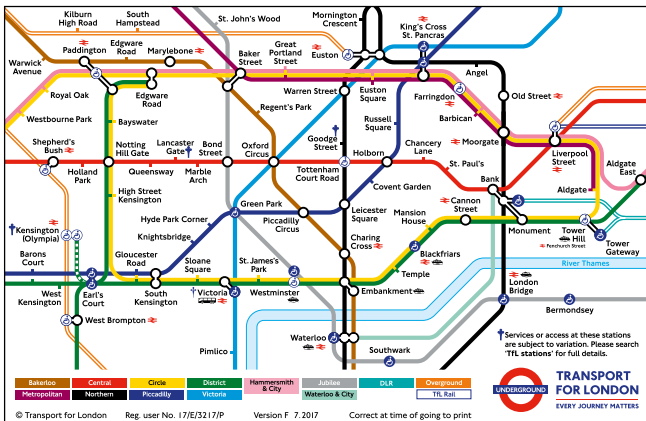 Kilburn
High Road
South
Hampstead
St. John's Wood
Mornington
Crescent
King's Cross
St. Pancras
Edgware
Road
Marylebone
Paddington
Great
Portland
Street
Baker
Street
Euston
Warwick
Avenue
Angel
Royal Oak
Edgware
Road
Warren Street
Euston
Square
Farringdon
Old Street
Westbourne Park
Bayswater
Regent's Park
Russell
Square
Barbican
Shepherd's
Bush
Notting
Hill Gate
Lancaster
Gate
Bond
Street
Oxford
Circus
Goodge
Street
Holborn
Chancery
Lane
Moorgate
Liverpool
Street
Aldgate
East
Holland
Park
Queensway
Marble
Arch
Tottenham
Court Road
St. Paul's
Bank
Aldgate
High Street
Kensington
Covent Garden
Green Park
Hyde Park Corner
Piccadilly
Circus
Leicester
Square
Mansion
House
Cannon
Street
Monument
Tower
Hill
Fenchurch Street
Tower
Gateway
Kensington
(Olympia)
Knightsbridge
Charing
Cross
Blackfriars
Barons
Court
Gloucester
Road
Sloane
Square
St. James's
Park
Temple
River Thames
West
Kensington
Earl's
Court
South
Kensington
Victoria
Westminster
Embankment
London
Bridge
West Brompton
Bermondsey
Waterloo
Pimlico
Southwark
†Services or access at these stations
are subject to variation. Please search
'TfL stations' for full details.
Bakerloo
Central
Circle
District
Hammersmith
& City
Jubilee
DLR
Overground
Metropolitan
Northern
Piccadilly
Victoria
Waterloo & City
TfL Rail
UNDERGROUND
TRANSPORT
FOR LONDON
EVERY JOURNEY MATTERS
© Transport for London Reg. user No. 17/E/3217/P Version F 7.2017 Correct at time of going to print